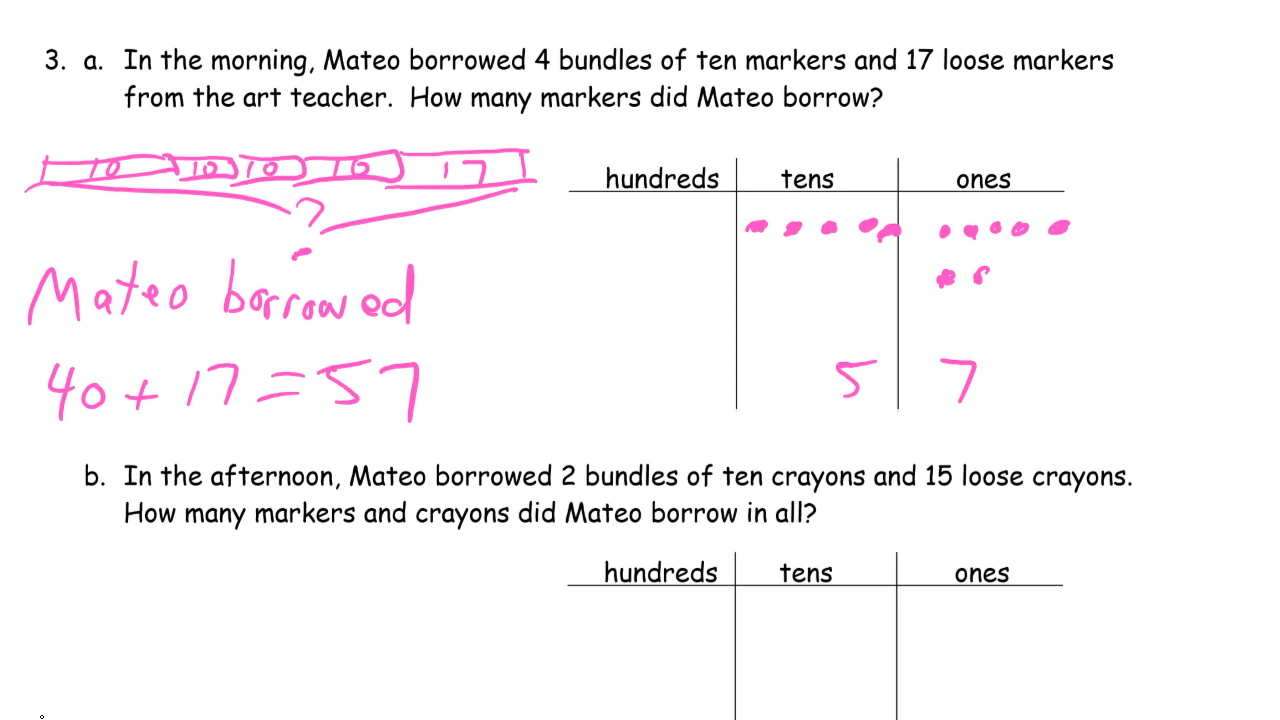 3. a. In the morning, Mateo borrowed 4 bundles of ten markers and 17 loose markers
from the art teacher. How many markers did Mateo borrow?
10 10 10 10 17
?
hundreds tens ones
Mateo borrowed
40 + 17 = 57
5 7
b. In the afternoon, Mateo borrowed 2 bundles of ten crayons and 15 loose crayons.
How many markers and crayons did Mateo borrow in all?
hundreds tens ones